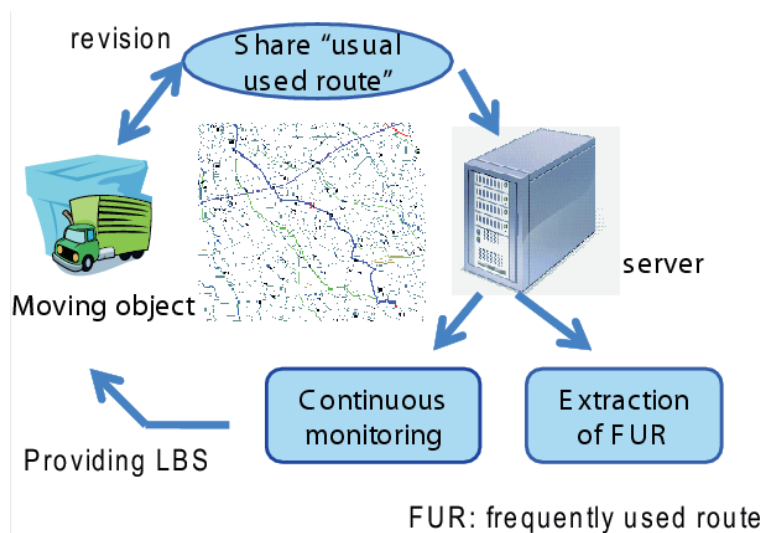 revision
Share “usual
used route”
server
Moving object
Continuous
monitoring
Extraction
of FUR
Providing LBS
FUR: frequently used route